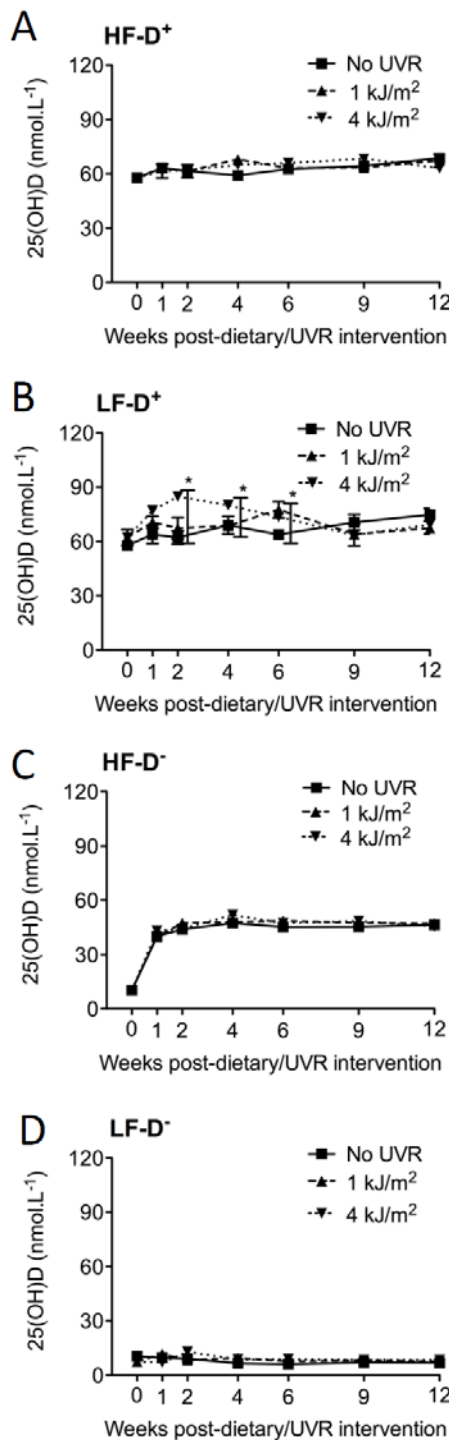 A
HF-D⁺
No UVR
1 kJ/m²
4 kJ/m²
120
90
60
30
0
25(OH)D (nmol.L⁻¹)
0 1 2 4 6 9 12
Weeks post-dietary/UVR intervention
B
LF-D⁺
No UVR
1 kJ/m²
4 kJ/m²
120
90
60
30
0
25(OH)D (nmol.L⁻¹)
* * *
0 1 2 4 6 9 12
Weeks post-dietary/UVR intervention
C
HF-D⁻
No UVR
1 kJ/m²
4 kJ/m²
120
90
60
30
0
25(OH)D (nmol.L⁻¹)
0 1 2 4 6 9 12
Weeks post-dietary/UVR intervention
D
LF-D⁻
No UVR
1 kJ/m²
4 kJ/m²
120
90
60
30
0
25(OH)D (nmol.L⁻¹)
0 1 2 4 6 9 12
Weeks post-dietary/UVR intervention